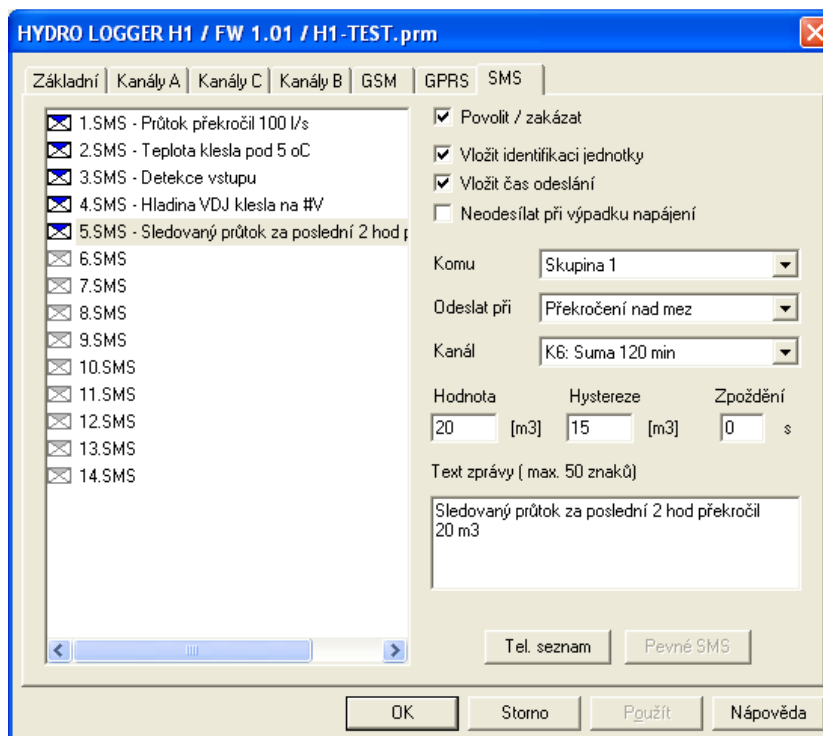 HYDRO LOGGER H1 / FW 1.01 / H1-TEST.prm
Základní Kanály A Kanály C Kanály B GSM GPRS SMS
1.SMS - Průtok překročil 100 l/s
2.SMS - Teplota klesla pod 5 oC
3.SMS - Detekce vstupu
4.SMS - Hladina VDJ klesla na #V
5.SMS - Sledovaný průtok za poslední 2 hod p
6.SMS
7.SMS
8.SMS
9.SMS
10.SMS
11.SMS
12.SMS
13.SMS
14.SMS
Povolit / zakázat
Vložit identifikaci jednotky
Vložit čas odeslání
Neodesílat při výpadku napájení
Komu Skupina 1
Odeslat při Překročení nad mez
Kanál K6: Suma 120 min
Hodnota Hystereze Zpoždění
20 [m3] 15 [m3] 0 s
Text zprávy ( max. 50 znaků)
Sledovaný průtok za poslední 2 hod překročil
20 m3
Tel. seznam Pevné SMS
OK Storno Použít Nápověda